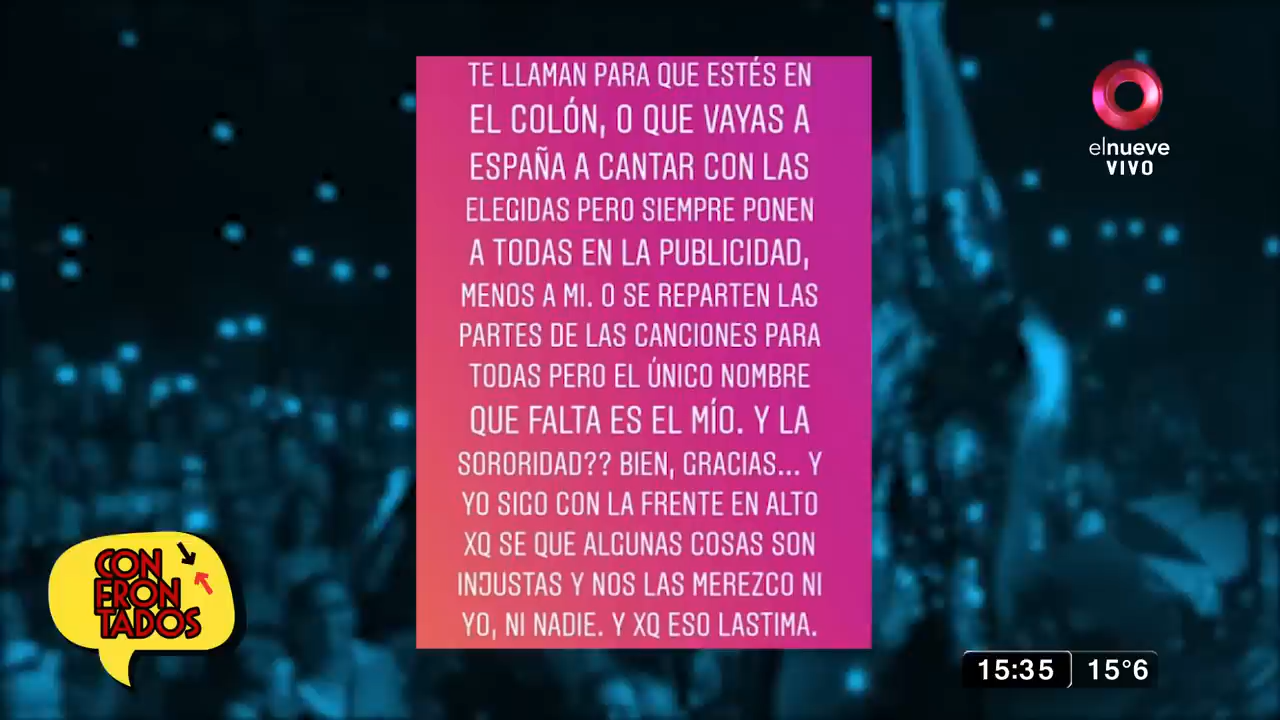 TE LLAMAN PARA QUE ESTÉS EN
EL COLÓN, O QUE VAYAS A
ESPAÑA A CANTAR CON LAS
ELEGIDAS PERO SIEMPRE PONEN
A TODAS EN LA PUBLICIDAD,
MENOS A MI. O SE REPARTEN LAS
PARTES DE LAS CANCIONES PARA
TODAS PERO EL ÚNICO NOMBRE
QUE FALTA ES EL MÍO. Y LA
SORORIDAD?? BIEN, GRACIAS... Y
YO SIGO CON LA FRENTE EN ALTO
XQ SE QUE ALGUNAS COSAS SON
INJUSTAS Y NOS LAS MEREZCO NI
YO, NI NADIE. Y XQ ESO LASTIMA.
elnueve
VIVO
CON
FRON
TADOS
15:35 15°6